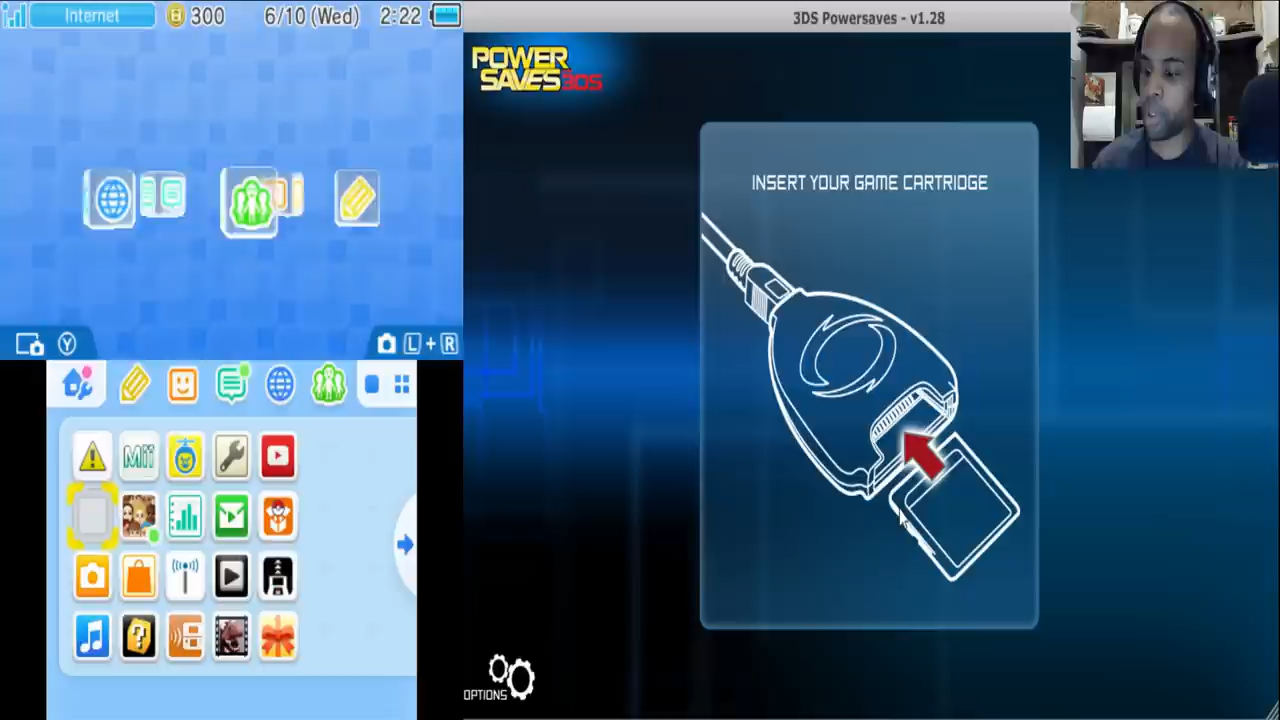 Internet 300 6/10 (Wed) 2:22
3DS Powersaves - v1.28
POWER
SAVES 3DS
INSERT YOUR GAME CARTRIDGE
Y L + R
Mii
OPTIONS